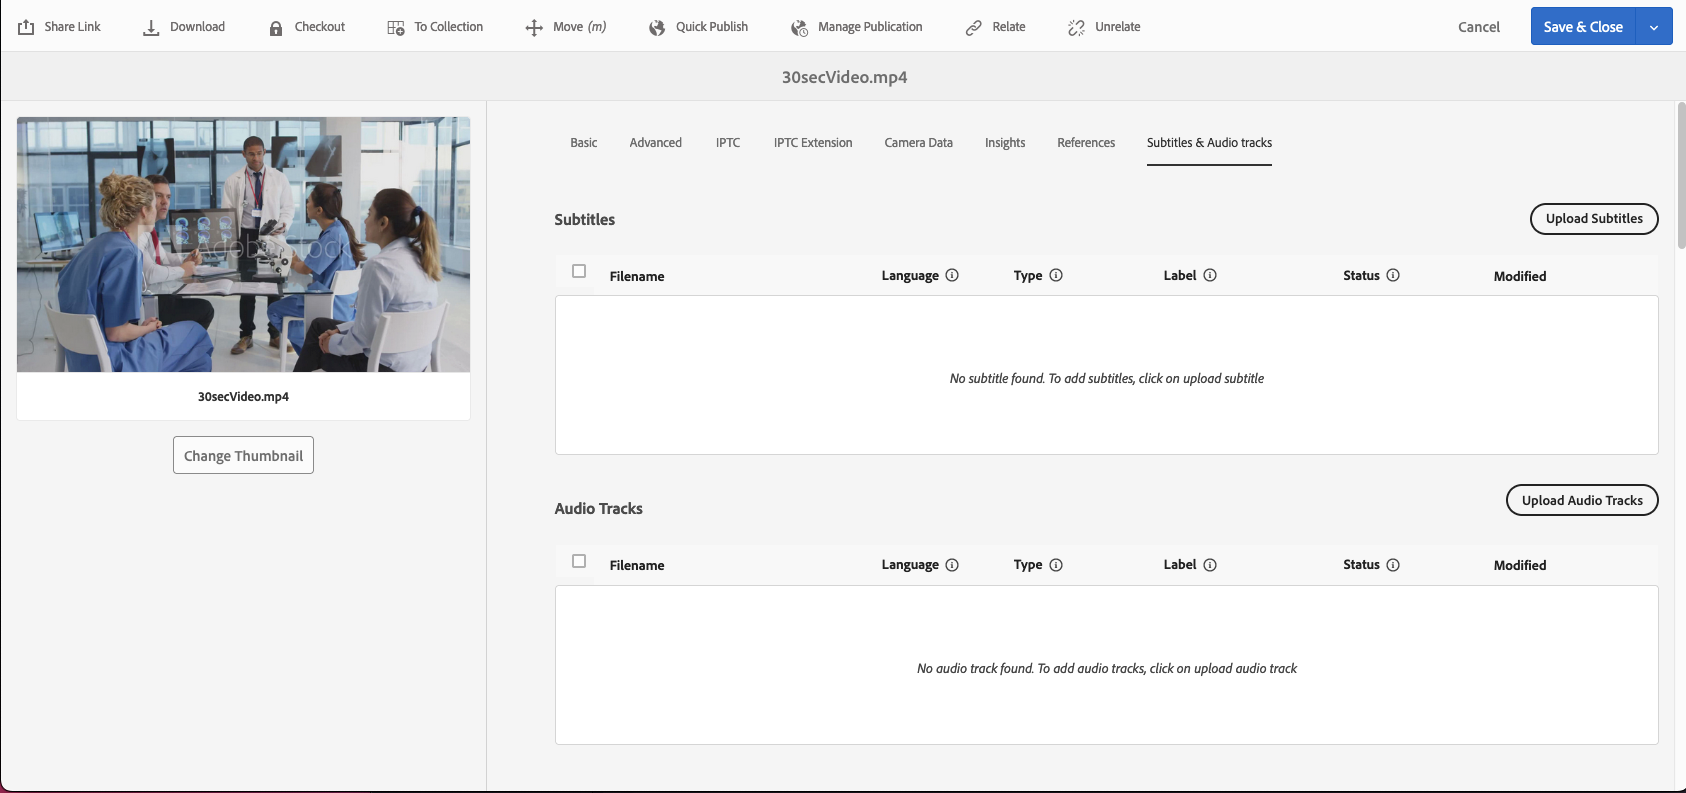 Share Link Download Checkout To Collection Move (m) Quick Publish Manage Publication Relate Unrelate Cancel Save & Close
30secVideo.mp4
Adobe Stock
30secVideo.mp4
Change Thumbnail
Basic Advanced IPTC IPTC Extension Camera Data Insights References Subtitles & Audio tracks
Subtitles Upload Subtitles
Filename Language Type Label Status Modified
No subtitle found. To add subtitles, click on upload subtitle
Audio Tracks Upload Audio Tracks
Filename Language Type Label Status Modified
No audio track found. To add audio tracks, click on upload audio track